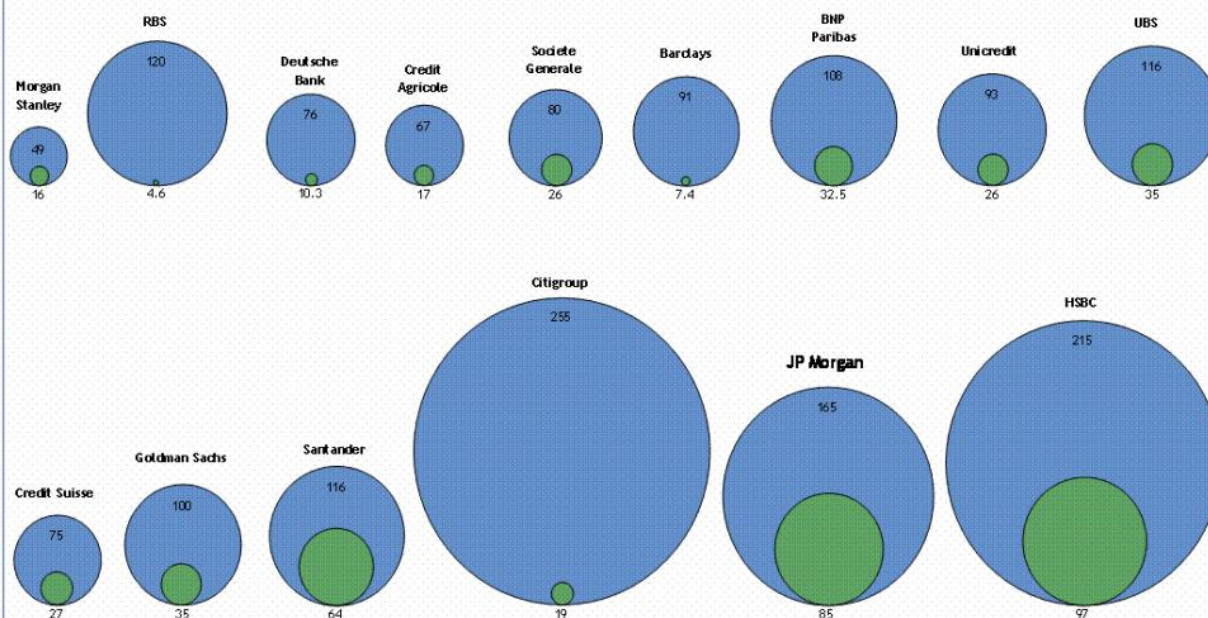 RBS
120
4.6
Morgan
Stanley
49
16
Deutsche
Bank
76
10.3
Credit
Agricole
67
17
Societe
Generale
80
26
Barclays
91
7.4
BNP
Paribas
108
32.5
Unicredit
93
26
UBS
116
35
Credit Suisse
75
27
Goldman Sachs
100
35
Santander
116
64
Citigroup
255
19
JP Morgan
165
85
HSBC
215
97